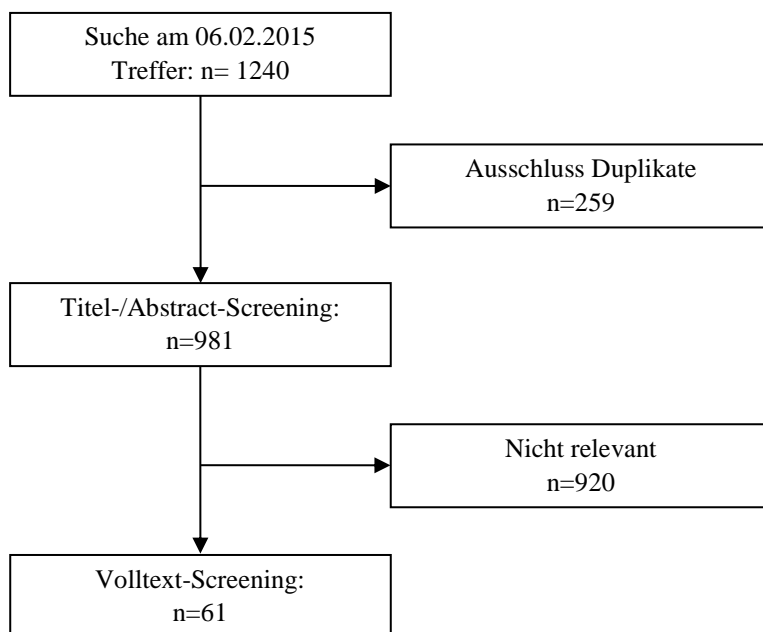 Suche am 06.02.2015
Treffer: n= 1240
Ausschluss Duplikate
n=259
Titel-/Abstract-Screening:
n=981
Nicht relevant
n=920
Volltext-Screening:
n=61